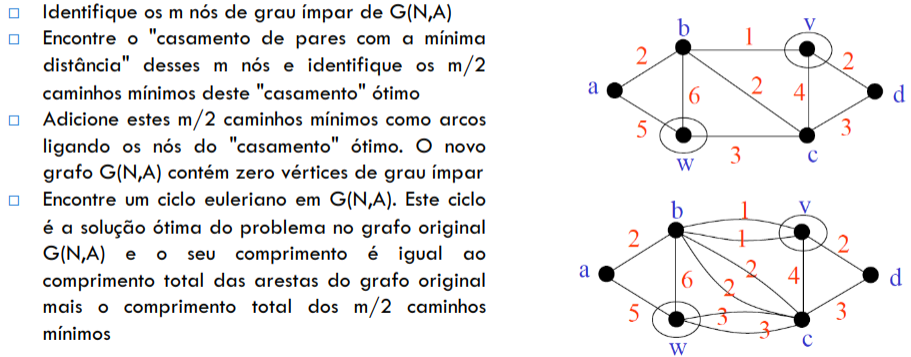 Identifique os m nós de grau ímpar de G(N,A)
Encontre o "casamento de pares com a mínima
distância" desses m nós e identifique os m/2
caminhos mínimos deste "casamento" ótimo
Adicione estes m/2 caminhos mínimos como arcos
ligando os nós do "casamento" ótimo. O novo
grafo G(N,A) contém zero vértices de grau ímpar
Encontre um ciclo euleriano em G(N,A). Este ciclo
é a solução ótima do problema no grafo original
G(N,A) e o seu comprimento é igual ao
comprimento total das arestas do grafo original
mais o comprimento total dos m/2 caminhos
mínimos
b 1 v
2 2
a 6 2 4 d
5 3
w 3 c
b 1 v
2 1 2
a 6 2 2 4 d
5 3 3 3
w c